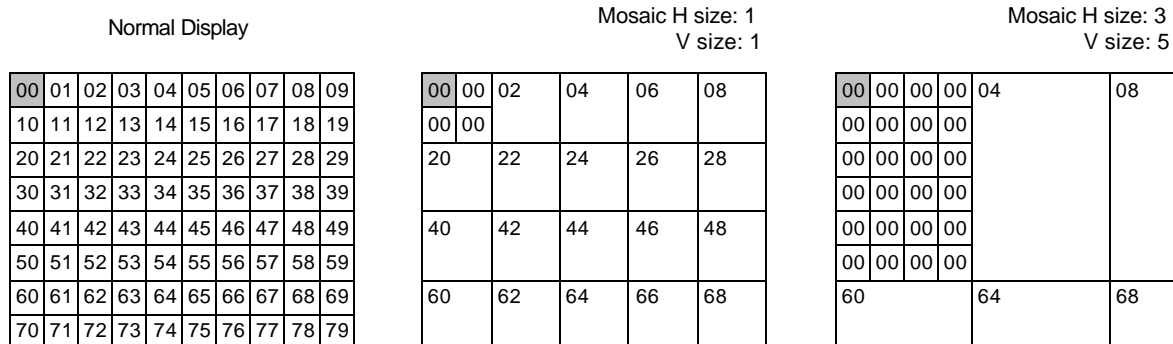 Normal Display
00 01 02 03 04 05 06 07 08 09
10 11 12 13 14 15 16 17 18 19
20 21 22 23 24 25 26 27 28 29
30 31 32 33 34 35 36 37 38 39
40 41 42 43 44 45 46 47 48 49
50 51 52 53 54 55 56 57 58 59
60 61 62 63 64 65 66 67 68 69
70 71 72 73 74 75 76 77 78 79
Mosaic H size: 1
V size: 1
00 00 02 04 06 08
00 00
20 22 24 26 28
40 42 44 46 48
60 62 64 66 68
Mosaic H size: 3
V size: 5
00 00 00 00 04 08
00 00 00 00
00 00 00 00
00 00 00 00
00 00 00 00
00 00 00 00
60 64 68